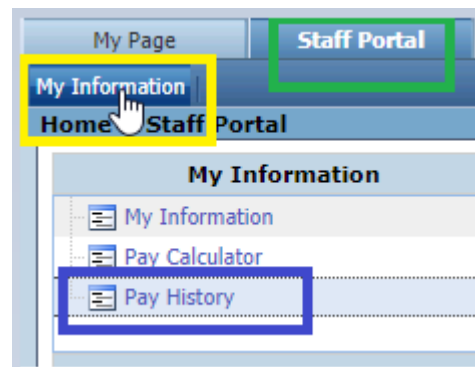 My Page Staff Portal
My Information
Home Staff Portal
My Information
My Information
Pay Calculator
Pay History